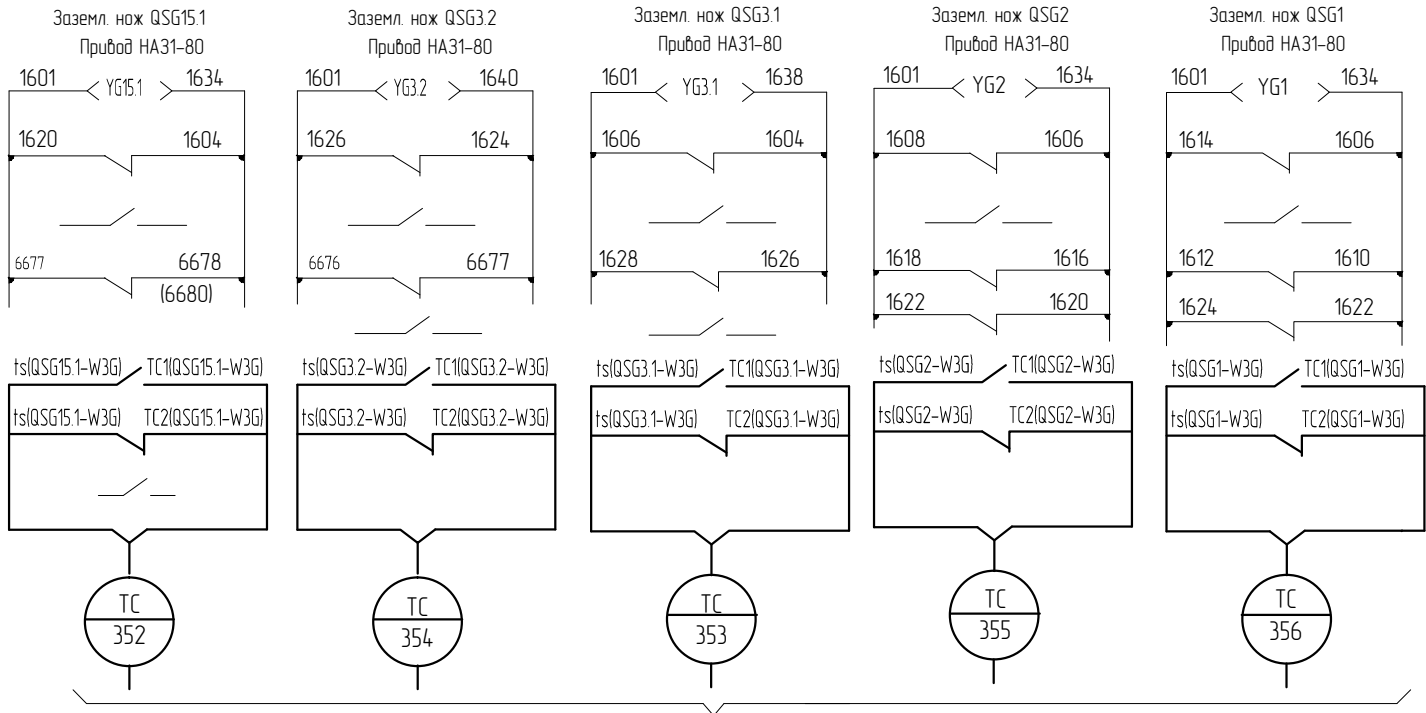 Заземл. нож QSG15.1
Привод НА31-80
1601 YG15.1 1634
1620 1604
6677 6678
(6680)
ts(QSG15.1-W3G) TC1(QSG15.1-W3G)
ts(QSG15.1-W3G) TC2(QSG15.1-W3G)
ТС
352
Заземл. нож QSG3.2
Привод НА31-80
1601 YG3.2 1640
1626 1624
6676 6677
ts(QSG3.2-W3G) TC1(QSG3.2-W3G)
ts(QSG3.2-W3G) TC2(QSG3.2-W3G)
ТС
354
Заземл. нож QSG3.1
Привод НА31-80
1601 YG3.1 1638
1606 1604
1628 1626
ts(QSG3.1-W3G) TC1(QSG3.1-W3G)
ts(QSG3.1-W3G) TC2(QSG3.1-W3G)
ТС
353
Заземл. нож QSG2
Привод НА31-80
1601 YG2 1634
1608 1606
1618 1616
1622 1620
ts(QSG2-W3G) TC1(QSG2-W3G)
ts(QSG2-W3G) TC2(QSG2-W3G)
ТС
355
Заземл. нож QSG1
Привод НА31-80
1601 YG1 1634
1614 1606
1612 1610
1624 1622
ts(QSG1-W3G) TC1(QSG1-W3G)
ts(QSG1-W3G) TC2(QSG1-W3G)
ТС
356